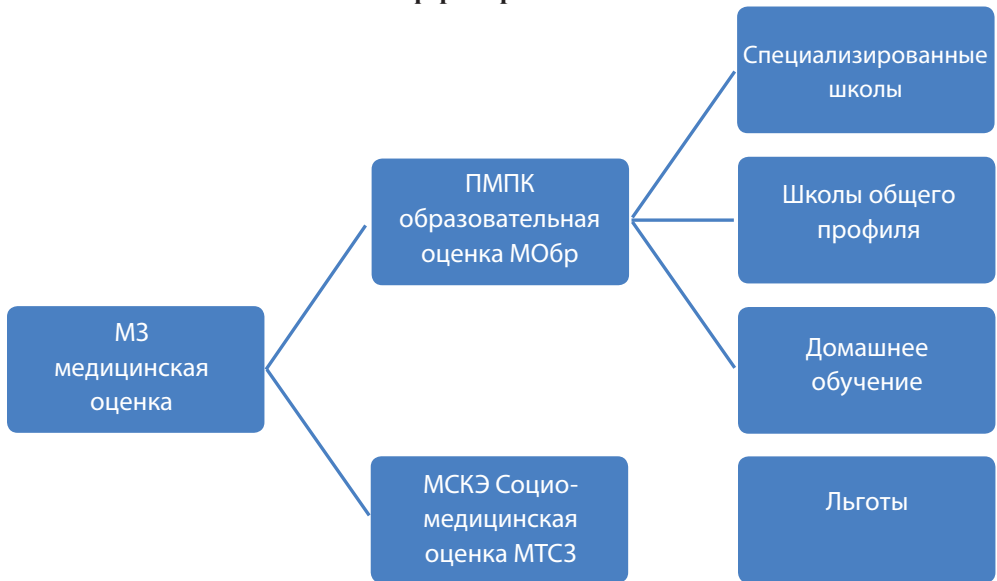 Специализированные
школы
ПМПК
образовательная
оценка МОбр
Школы общего
профиля
МЗ
медицинская
оценка
Домашнее
обучение
МСКЭ Социо-
медицинская
оценка МТСЗ
Льготы